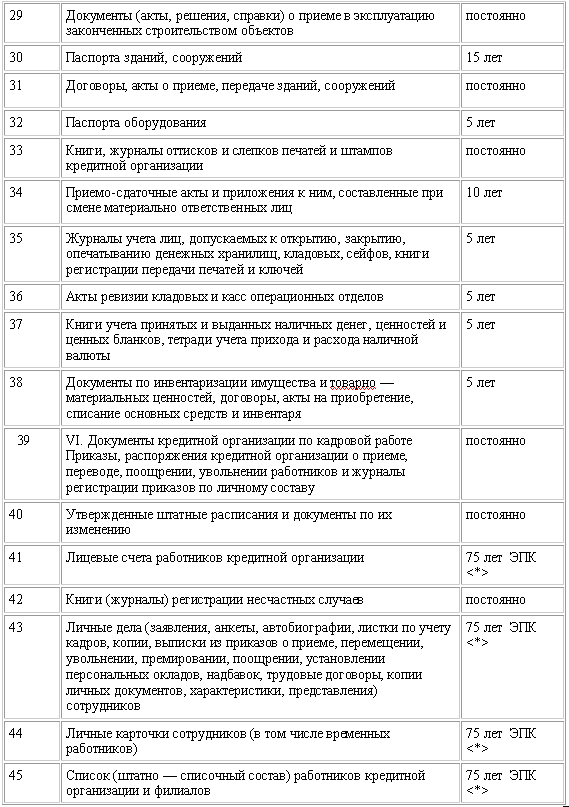 29 Документы (акты, решения, справки) о приеме в эксплуатацию постоянно
законченных строительством объектов
30 Паспорта зданий, сооружений 15 лет
31 Договоры, акты о приеме, передаче зданий, сооружений постоянно
32 Паспорта оборудования 5 лет
33 Книги, журналы оттисков и слепков печатей и штампов постоянно
кредитной организации
34 Приемо-сдаточные акты и приложения к ним, составленные при 10 лет
смене материально ответственных лиц
35 Журналы учета лиц, допускаемых к открытию, закрытию, 5 лет
опечатыванию денежных хранилищ, кладовых, сейфов, книги
регистрации передачи печатей и ключей
36 Акты ревизии кладовых и касс операционных отделов 5 лет
37 Книги учета принятых и выданных наличных денег, ценностей и 5 лет
ценных бланков, тетради учета прихода и расхода наличной
валюты
38 Документы по инвентаризации имущества и товарно — 5 лет
материальных ценностей, договоры, акты на приобретение,
списание основных средств и инвентаря
39 VI. Документы кредитной организации по кадровой работе постоянно
Приказы, распоряжения кредитной организации о приеме,
переводе, поощрении, увольнении работников и журналы
регистрации приказов по личному составу
40 Утвержденные штатные расписания и документы по их постоянно
изменению
41 Лицевые счета работников кредитной организации 75 лет ЭПК
<*>
42 Книги (журналы) регистрации несчастных случаев постоянно
43 Личные дела (заявления, анкеты, автобиографии, листки по учету 75 лет ЭПК
кадров, копии, выписки из приказов о приеме, перемещении, <*>
увольнении, премировании, поощрении, установлении
персональных окладов, надбавок, трудовые договоры, копии
личных документов, характеристики, представления)
сотрудников
44 Личные карточки сотрудников (в том числе временных 75 лет ЭПК
работников) <*>
45 Список (штатно — списочный состав) работников кредитной 75 лет ЭПК
организации и филиалов <*>